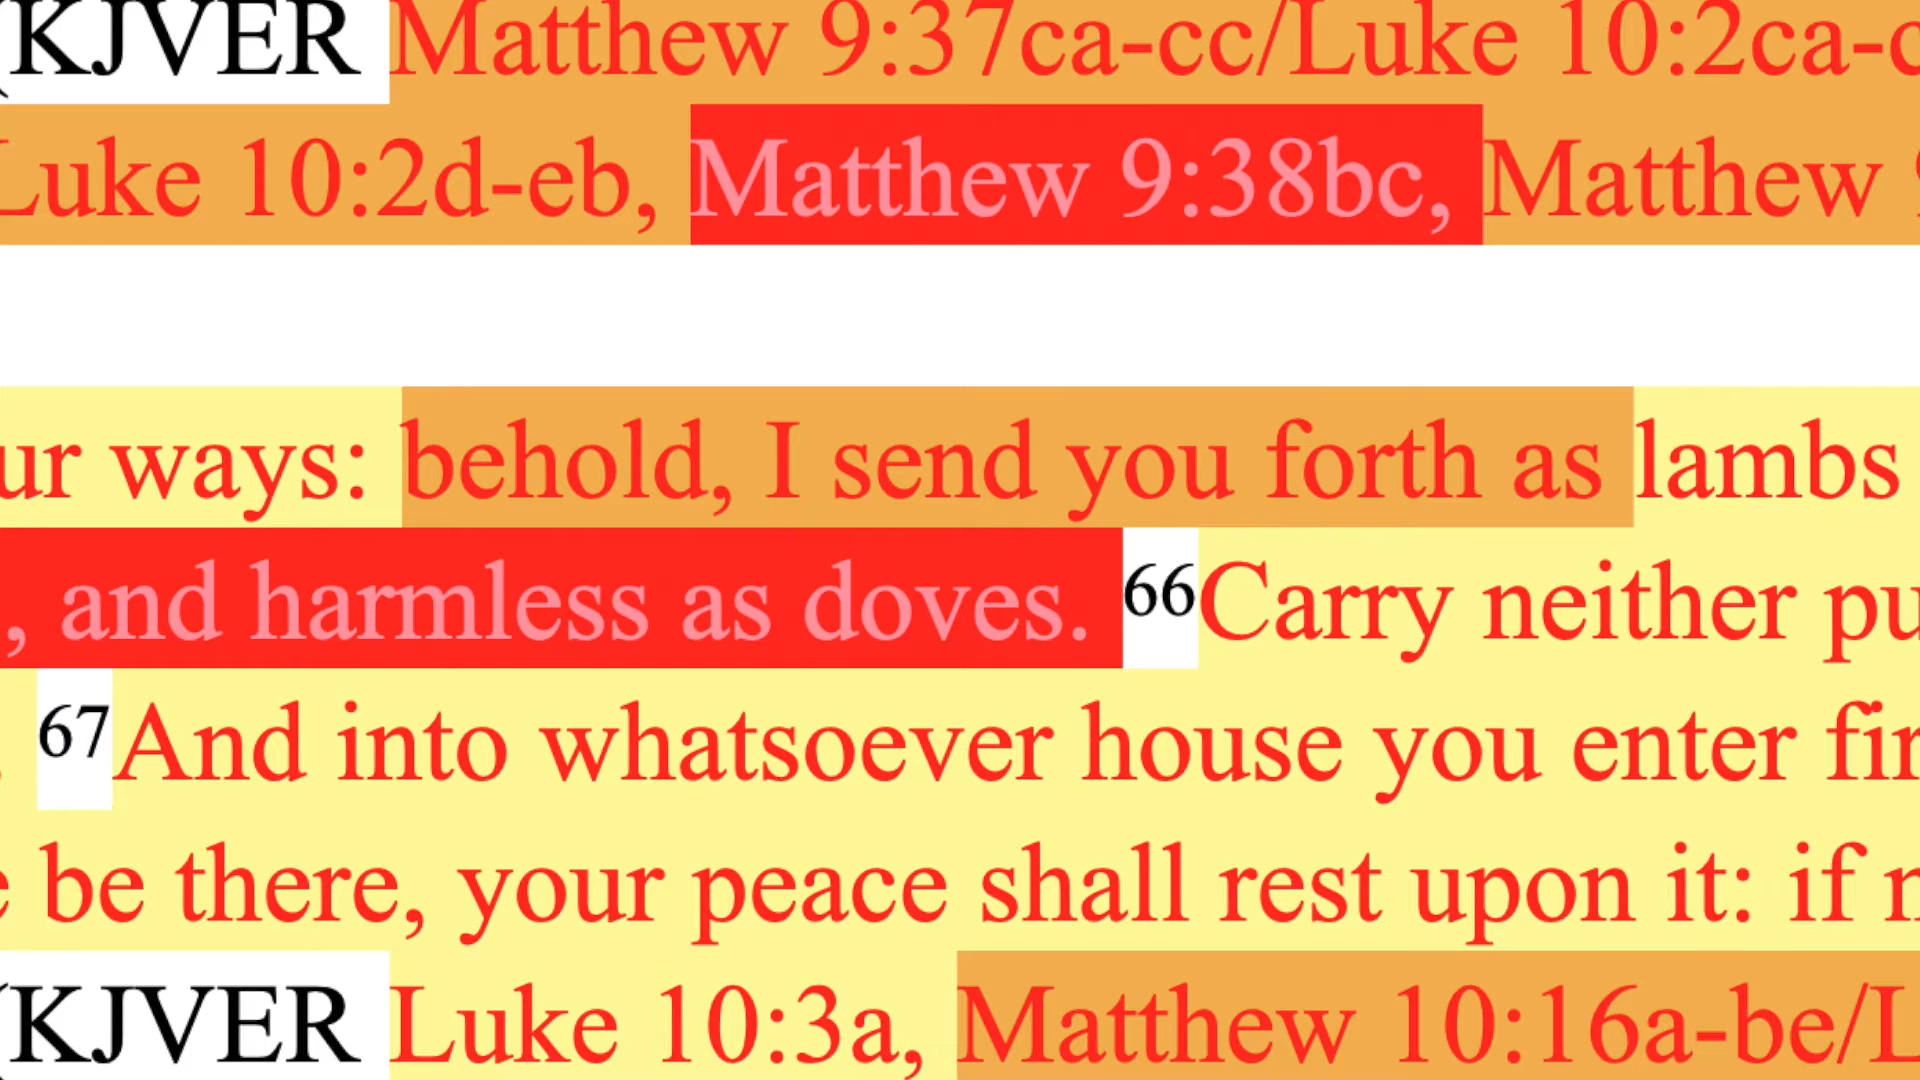 (KJVER Matthew 9:37ca-cc/Luke 10:2ca-c
Luke 10:2d-eb, Matthew 9:38bc, Matthew
ur ways: behold, I send you forth as lambs
, and harmless as doves. 66Carry neither pu
67And into whatsoever house you enter fir
e be there, your peace shall rest upon it: if n
(KJVER Luke 10:3a, Matthew 10:16a-be/L